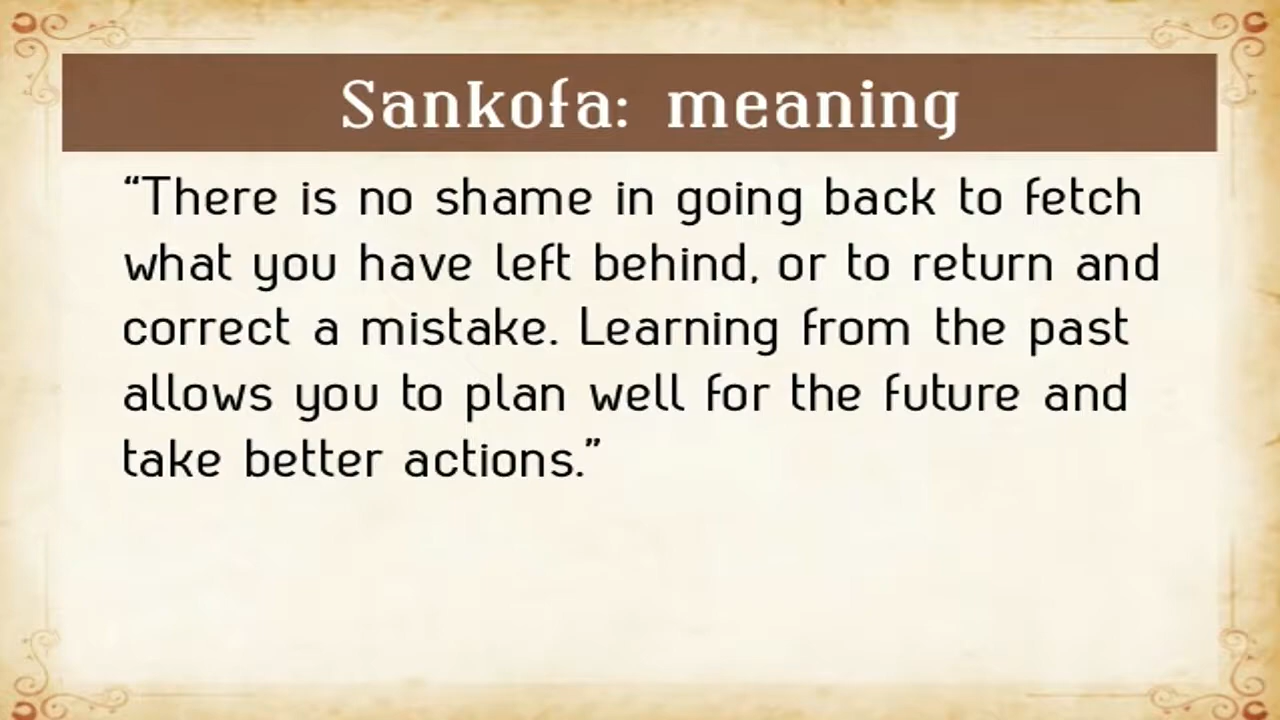 Sankofa: meaning
“There is no shame in going back to fetch
what you have left behind, or to return and
correct a mistake. Learning from the past
allows you to plan well for the future and
take better actions.”